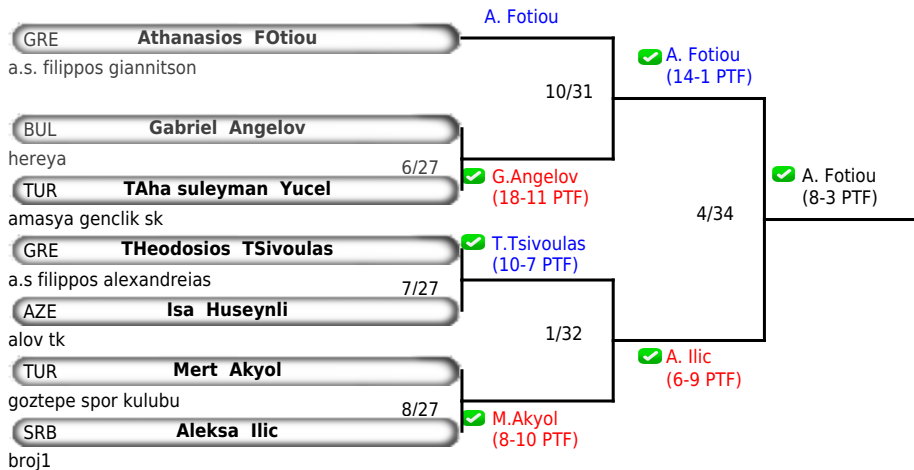 A. Fotiou
GRE Athanasios FOtiou
a.s. filippos giannitson
A. Fotiou
(14-1 PTF)
10/31
BUL Gabriel Angelov
hereya
6/27
TUR TAha suleyman Yucel
amasya genclik sk
G.Angelov
(18-11 PTF)
A. Fotiou
(8-3 PTF)
4/34
GRE THeodosios TSivoulas
a.s filippos alexandreias
T.Tsivoulas
(10-7 PTF)
7/27
AZE Isa Huseynli
alov tk
1/32
TUR Mert Akyol
goztepe spor kulubu
A. Ilic
(6-9 PTF)
8/27
SRB Aleksa Ilic
broj1
M.Akyol
(8-10 PTF)